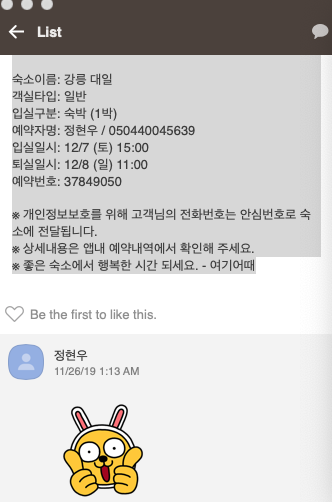 List
숙소이름: 강릉 대일
객실타입: 일반
입실구분: 숙박 (1박)
예약자명: 정현우 / 050440045639
입실일시: 12/7 (토) 15:00
퇴실일시: 12/8 (일) 11:00
예약번호: 37849050
※ 개인정보보호를 위해 고객님의 전화번호는 안심번호로 숙
소에 전달됩니다.
※ 상세내용은 앱내 예약내역에서 확인해 주세요.
※ 좋은 숙소에서 행복한 시간 되세요. - 여기어때
Be the first to like this.
정현우
11/26/19 1:13 AM